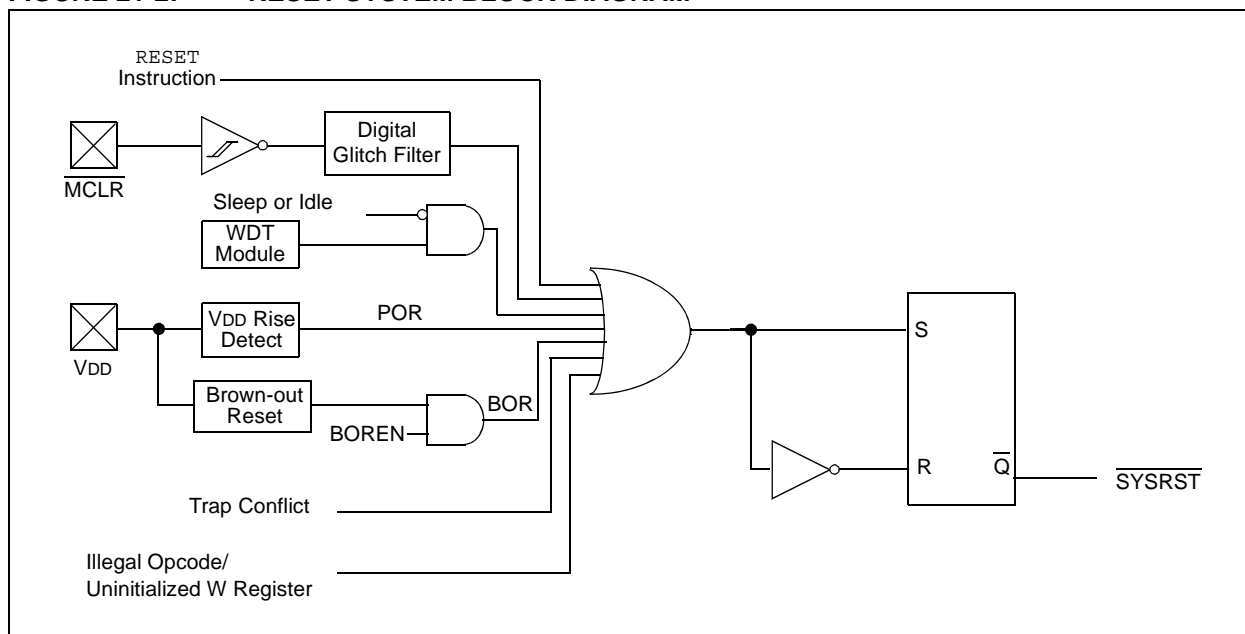 RESET
Instruction
Digital
Glitch Filter
MCLR
Sleep or Idle
WDT
Module
VDD
VDD Rise
Detect
POR
Brown-out
Reset
BOREN
BOR
S
R
Q
SYSRST
Trap Conflict
Illegal Opcode/
Uninitialized W Register